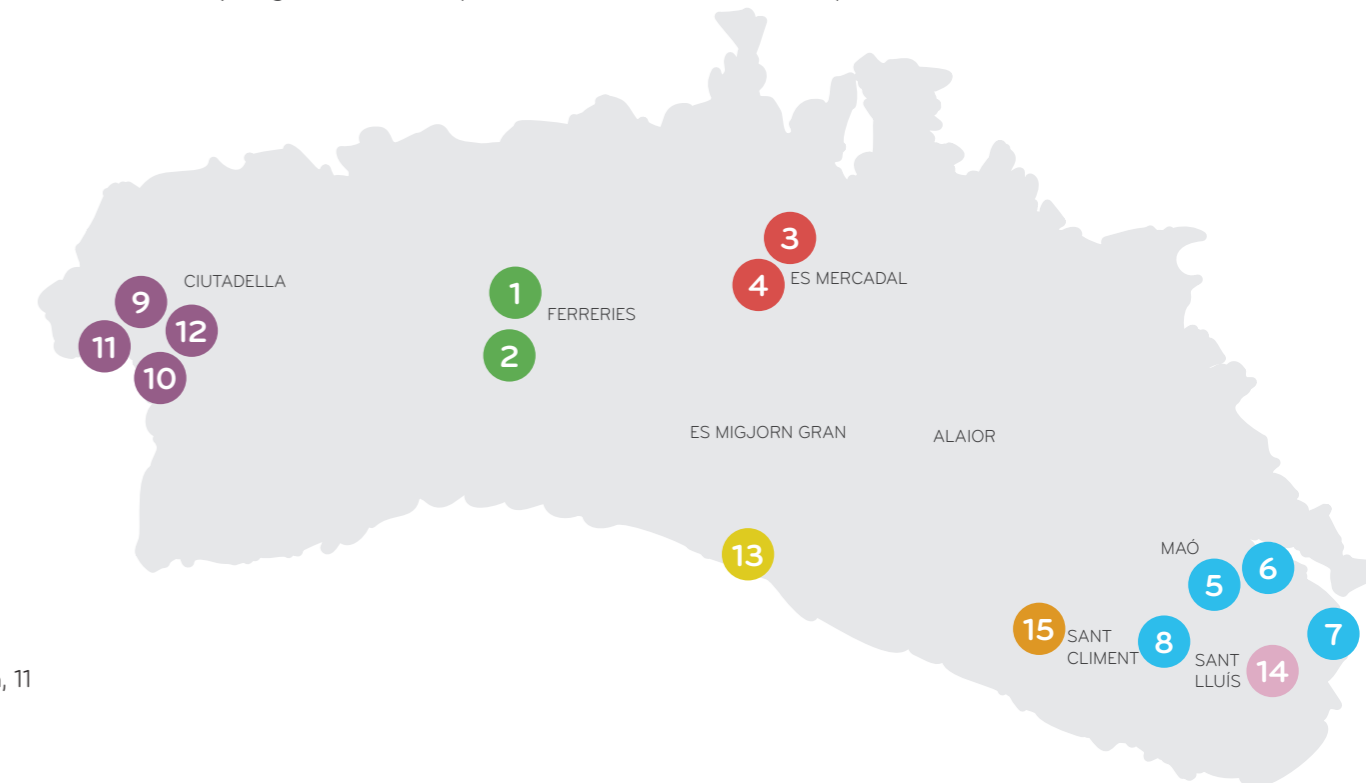 3
ES MERCADAL
4
CIUTADELLA
9
12
11
10
1
FERRERIES
2
ES MIGJORN GRAN
ALAIOR
13
MAÓ
6
5
7
15
SANT
CLIMENT
8
SANT
LLUÍS
14
, 11